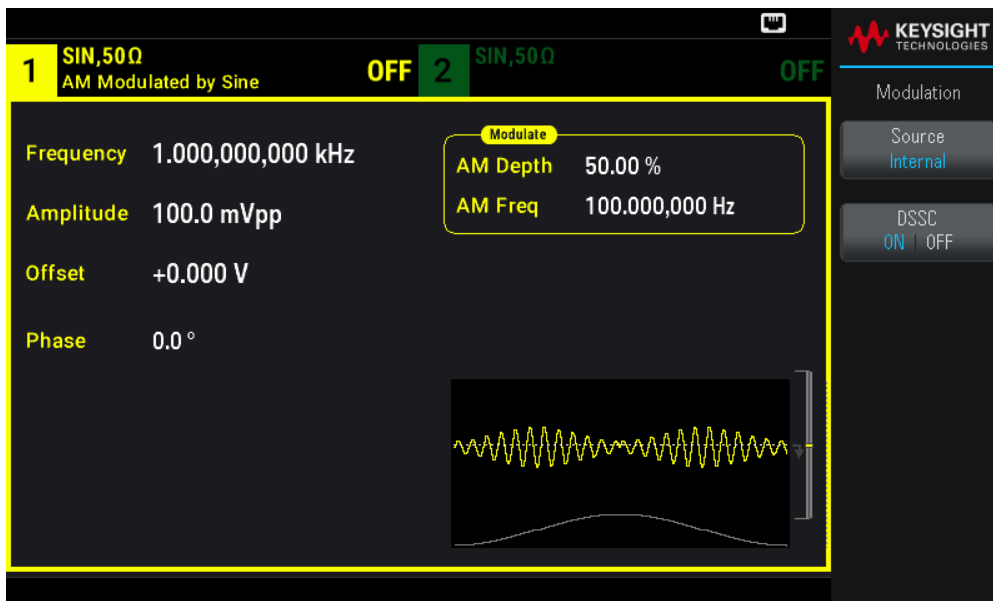 KEYSIGHT
TECHNOLOGIES
1 SIN,50Ω OFF
AM Modulated by Sine
2 SIN,50Ω OFF
Modulation
Source
Internal
DSSC
ON | OFF
Frequency 1.000,000,000 kHz
Amplitude 100.0 mVpp
Offset +0.000 V
Phase 0.0 °
Modulate
AM Depth 50.00 %
AM Freq 100.000,000 Hz